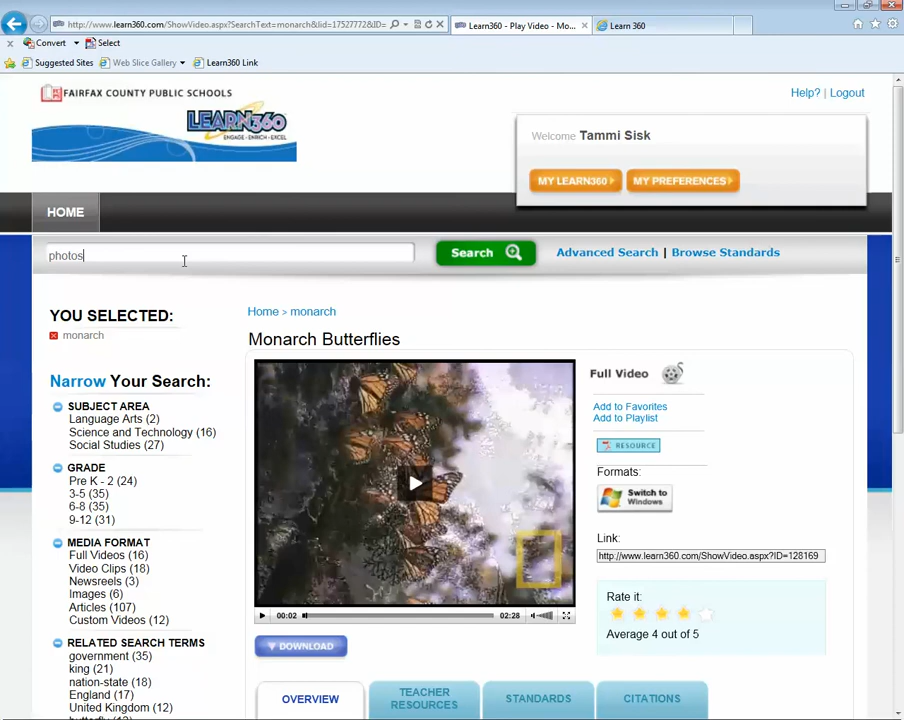 http://www.learn360.com/ShowVideo.aspx?SearchText=monarch&lid=17527772&ID=
Learn360 - Play Video - Mo...
Learn 360
Convert
Select
Suggested Sites
Web Slice Gallery
Learn360 Link
FAIRFAX COUNTY PUBLIC SCHOOLS
LEARN360
ENGAGE - ENRICH - EXCEL
Help? | Logout
Welcome Tammi Sisk
MY LEARN360
MY PREFERENCES
HOME
photos
Search
Advanced Search | Browse Standards
YOU SELECTED:
monarch
Home > monarch
Monarch Butterflies
Narrow Your Search:
SUBJECT AREA
Language Arts (2)
Science and Technology (16)
Social Studies (27)
GRADE
Pre K - 2 (24)
3-5 (35)
6-8 (35)
9-12 (31)
MEDIA FORMAT
Full Videos (16)
Video Clips (18)
Newsreels (3)
Images (6)
Articles (107)
Custom Videos (12)
RELATED SEARCH TERMS
government (35)
king (21)
nation-state (18)
England (17)
United Kingdom (12)
00:02
02:28
DOWNLOAD
Full Video
Add to Favorites
Add to Playlist
RESOURCE
Formats:
Switch to
Windows
Link:
http://www.learn360.com/ShowVideo.aspx?ID=128169
Rate it:
Average 4 out of 5
OVERVIEW
TEACHER
RESOURCES
STANDARDS
CITATIONS